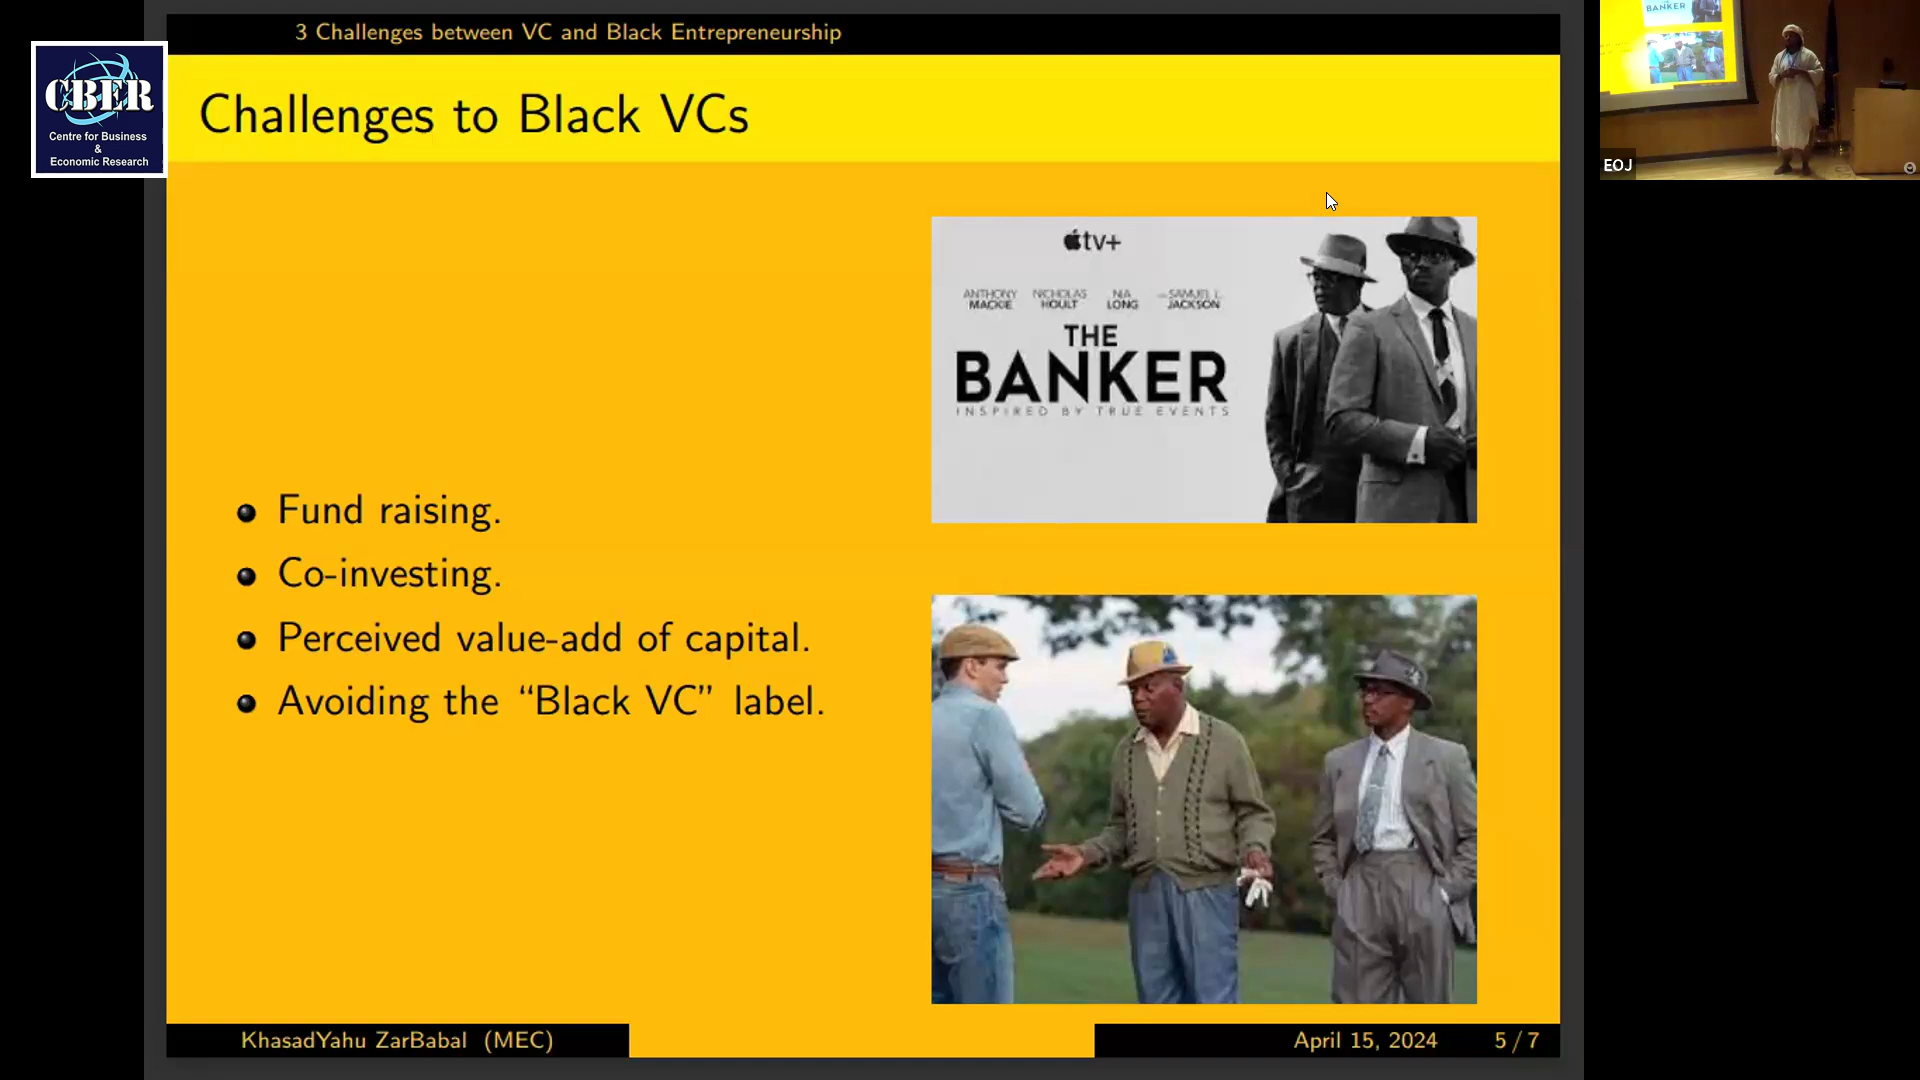 3 Challenges between VC and Black Entrepreneurship
CBER
Centre for Business
&
Economic Research
Challenges to Black VCs
• Fund raising.
• Co-investing.
• Perceived value-add of capital.
• Avoiding the “Black VC” label.
tv+
ANTHONY MACKIE NICHOLAS HOULT NIA LONG SAMUEL L. JACKSON
THE
BANKER
INSPIRED BY TRUE EVENTS
KhasadYahu ZarBabal (MEC)
April 15, 2024 5 / 7
BANKER
EOJ